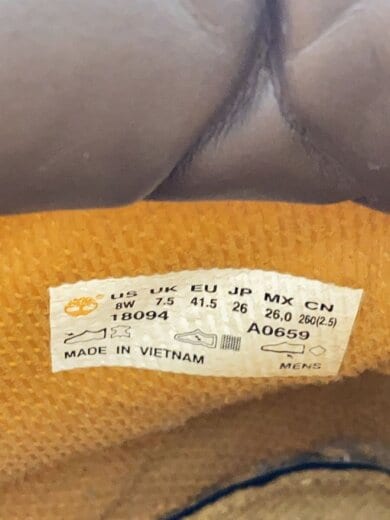 US UK EU JP MX CN
8W 7.5 41.5 26 26,0 260(2.5)
18094 A0659
MADE IN VIETNAM MENS